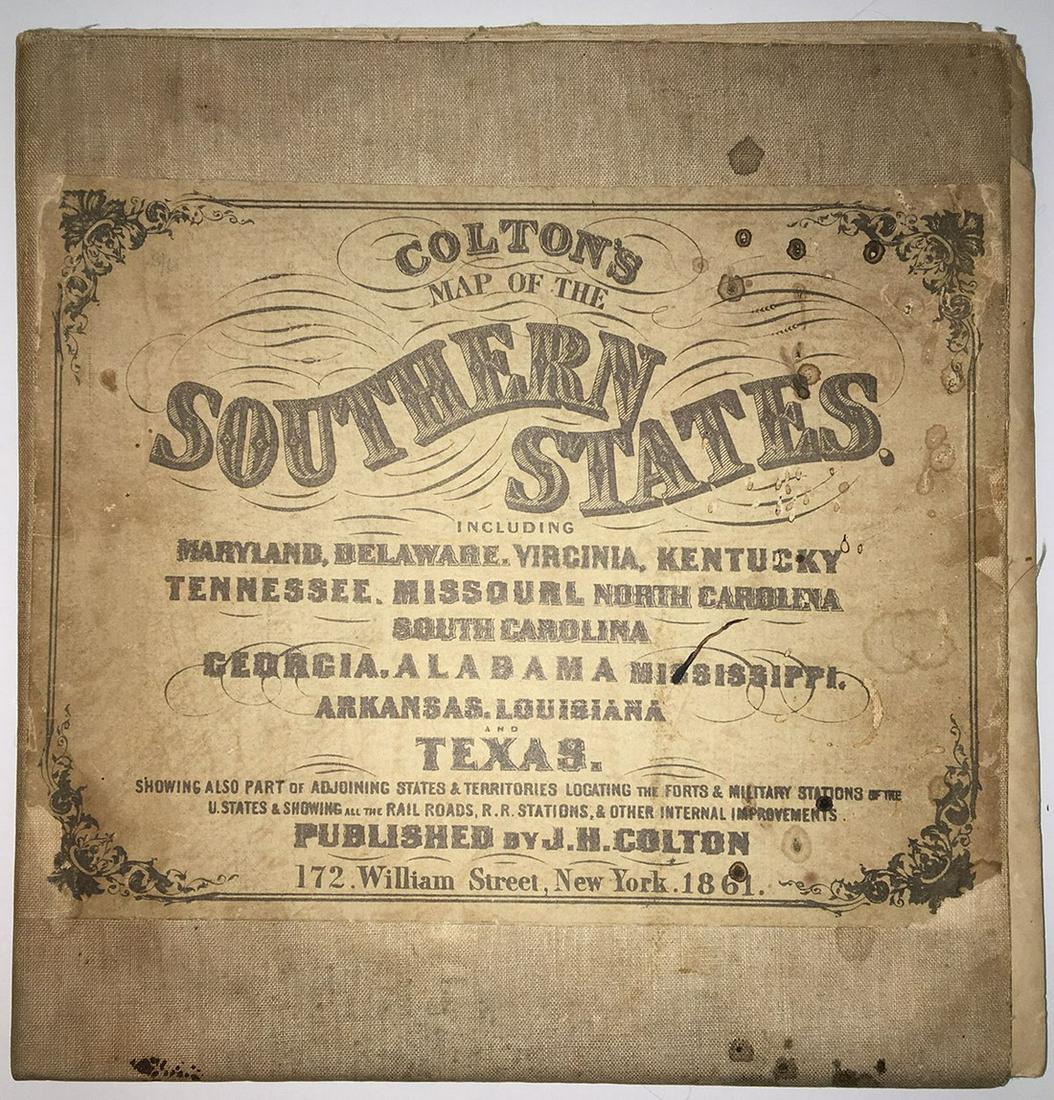 COLTON'S
MAP OF THE
SOUTHERN
STATES.
INCLUDING
MARYLAND, DELAWARE. VIRGINIA, KENTUCKY
TENNESSEE, MISSOURI, NORTH CAROLINA
SOUTH CAROLINA
GEORGIA, ALABAMA MISSISSIPPI,
ARKANSAS, LOUISIANA
AND
TEXAS.
SHOWING ALSO PART OF ADJOINING STATES & TERRITORIES LOCATING THE FORTS & MILITARY STATIONS OF THE
U. STATES & SHOWING ALL THE RAIL ROADS, R. R. STATIONS, & OTHER INTERNAL IMPROVEMENTS.
PUBLISHED BY J. H. COLTON
172. William Street, New York. 1861.